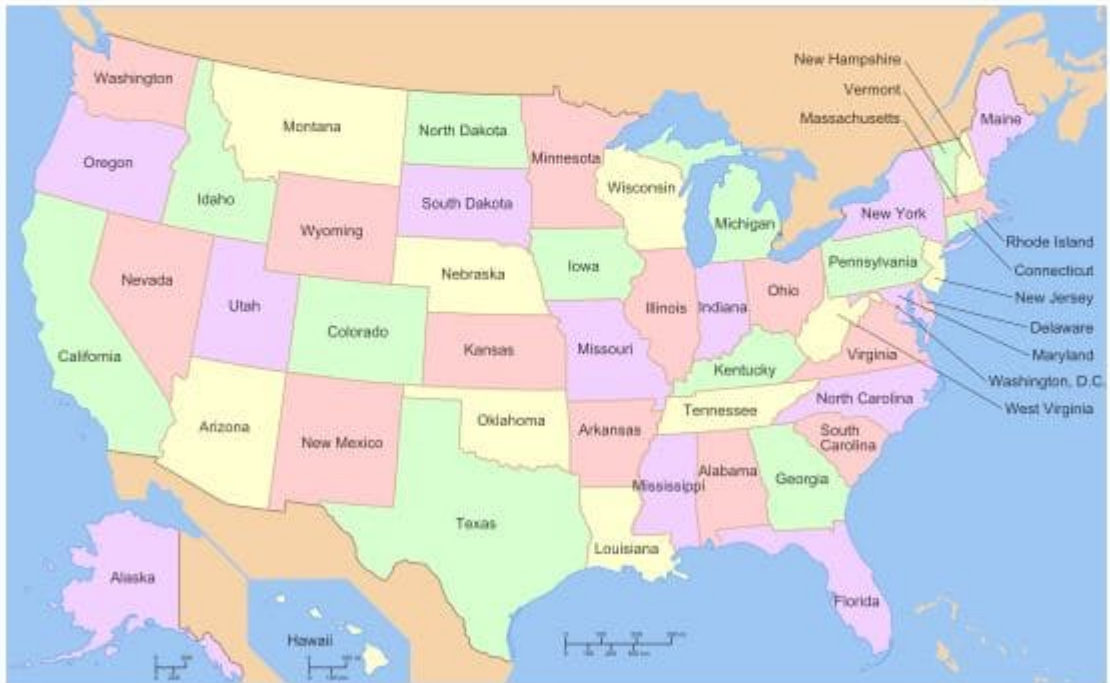 New Hampshire
Vermont
Massachusetts
Washington
Montana
North Dakota
Minnesota
Maine
Oregon
Idaho
Wisconsin
South Dakota
Michigan
New York
Wyoming
Rhode Island
Connecticut
New Jersey
Delaware
Maryland
Washington, D.C.
West Virginia
Nebraska
Iowa
Pennsylvania
Nevada
Utah
Illinois
Indiana
Ohio
California
Colorado
Kansas
Missouri
Kentucky
Virginia
Arizona
New Mexico
Oklahoma
Arkansas
Tennessee
North Carolina
South
Carolina
Mississippi
Alabama
Georgia
Texas
Louisiana
Florida
Alaska
Hawaii